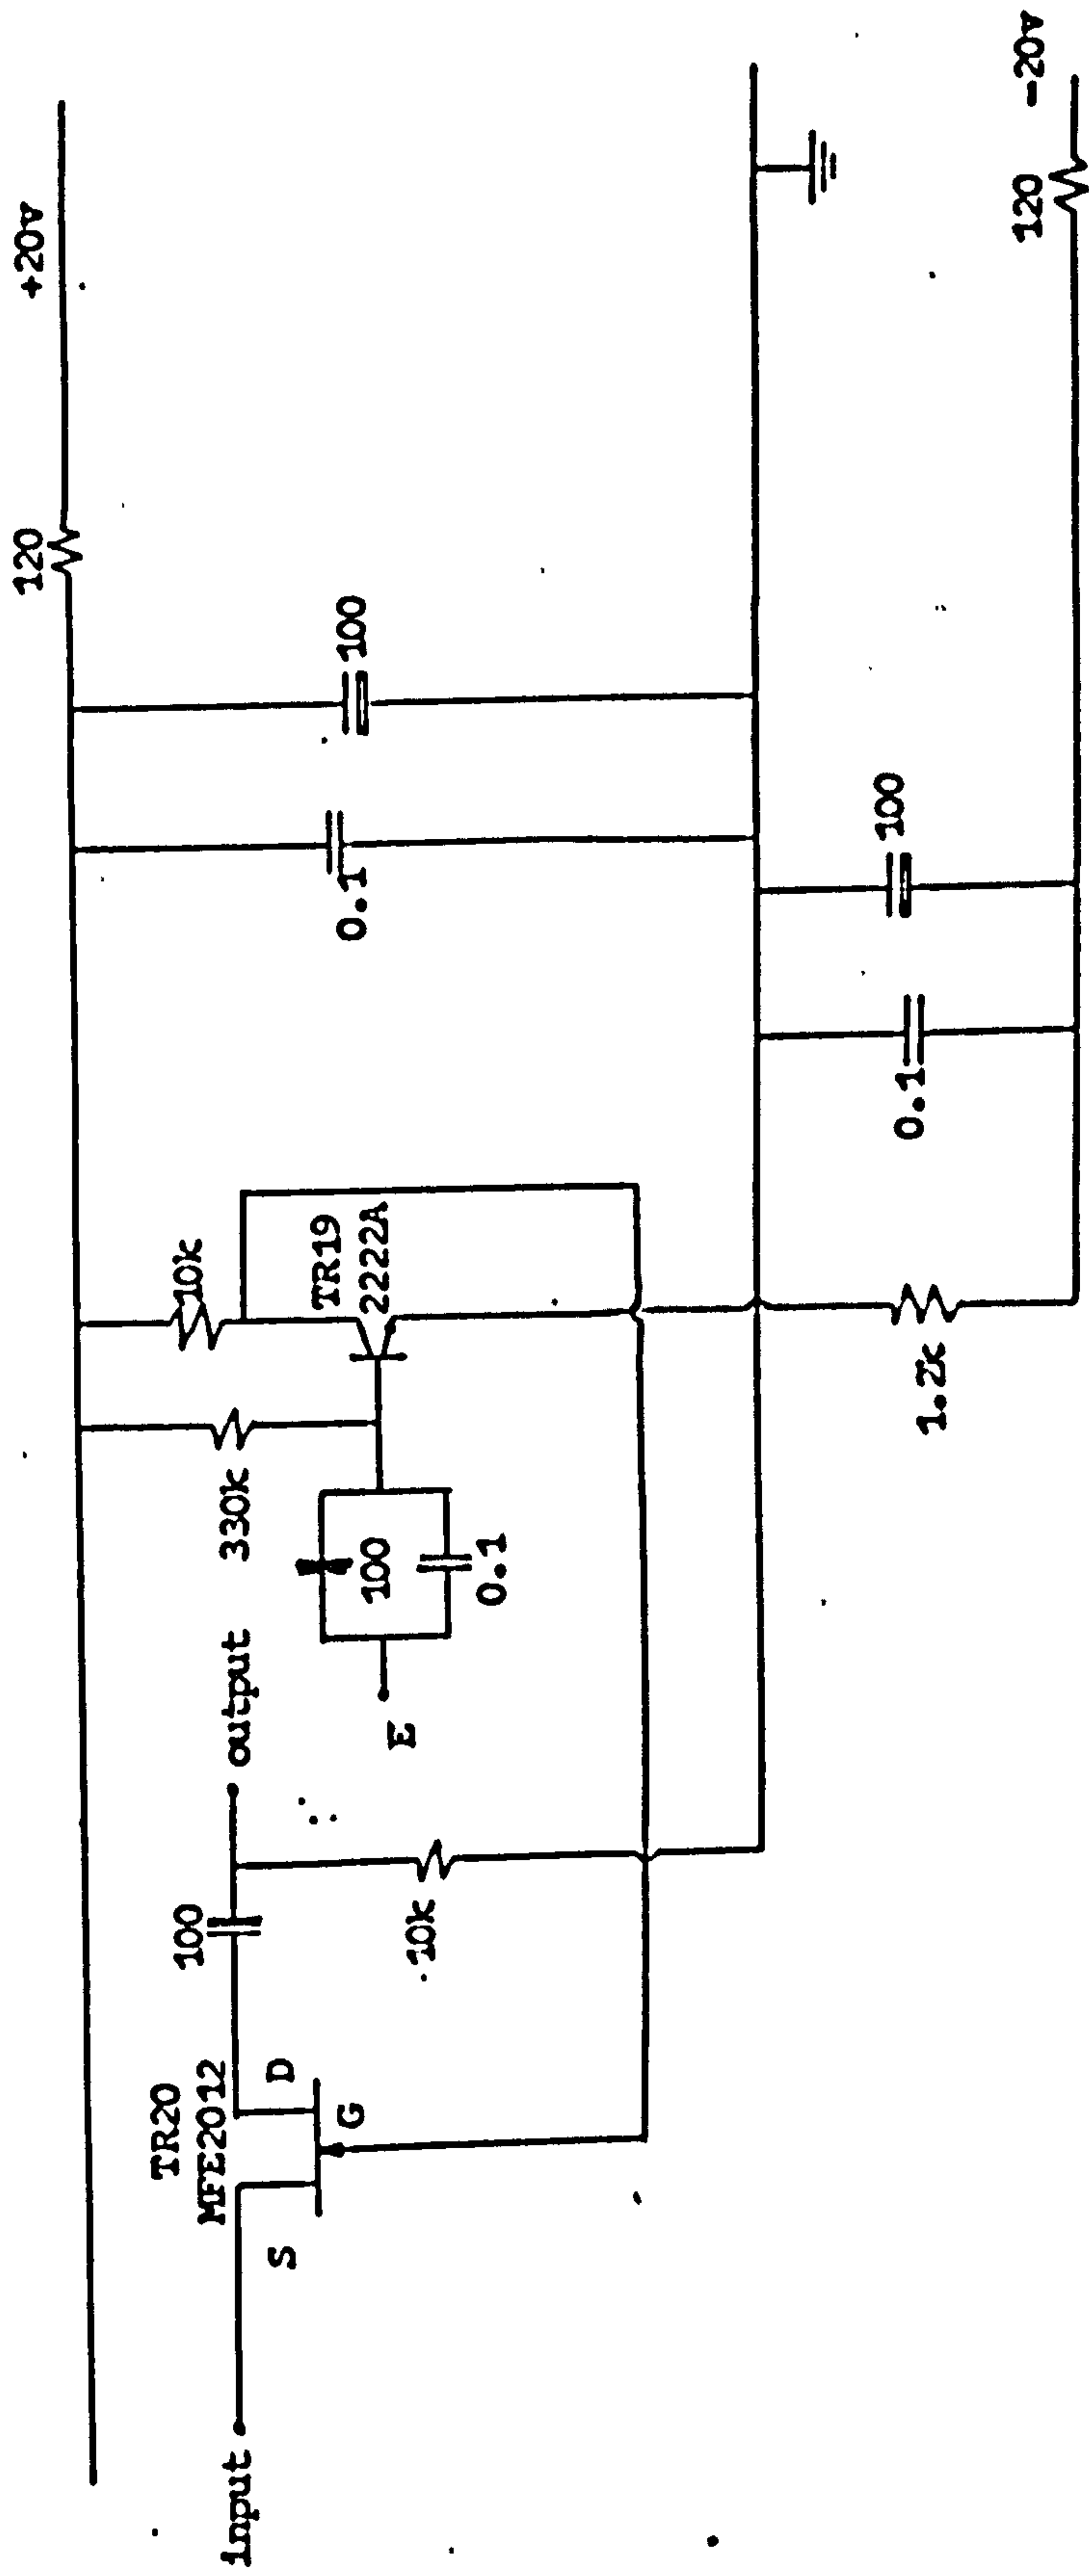 +20v
120
100
0.1
10k
330k
TR19
2222A
100
0.1
E
output
100
10k
TR20
MFE2012
D
G
S
input
100
0.1
1.2k
120
-20v